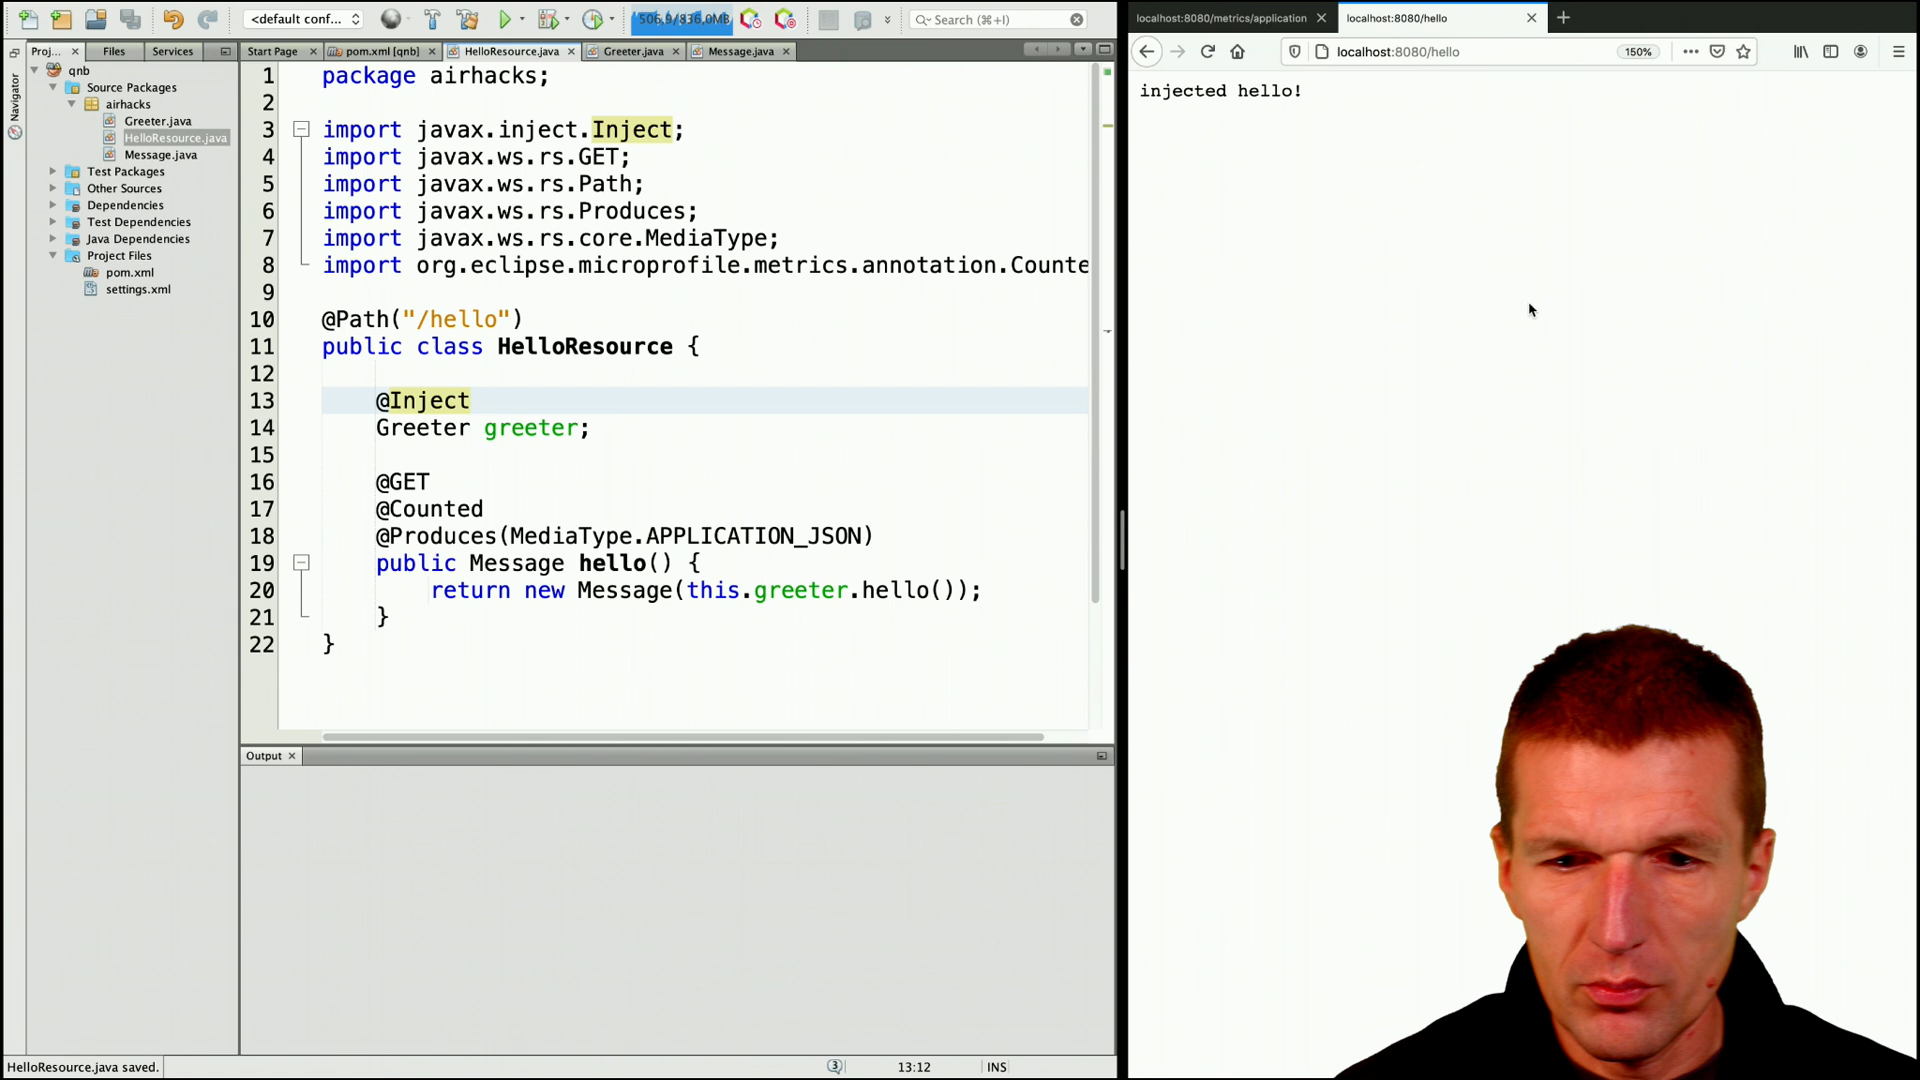 <default conf...
506,9/836,0MB
Search (⌘+I)
Proj...
Files
Services
Start Page
pom.xml [qnb]
HelloResource.java
Greeter.java
Message.java
Navigator
qnb
Source Packages
airhacks
Greeter.java
HelloResource.java
Message.java
Test Packages
Other Sources
Dependencies
Test Dependencies
Java Dependencies
Project Files
pom.xml
settings.xml
1 package airhacks;
2
3 import javax.inject.Inject;
4 import javax.ws.rs.GET;
5 import javax.ws.rs.Path;
6 import javax.ws.rs.Produces;
7 import javax.ws.rs.core.MediaType;
8 import org.eclipse.microprofile.metrics.annotation.Counte
9
10 @Path("/hello")
11 public class HelloResource {
12
13 @Inject
14 Greeter greeter;
15
16 @GET
17 @Counted
18 @Produces(MediaType.APPLICATION_JSON)
19 public Message hello() {
20 return new Message(this.greeter.hello());
21 }
22 }
Output
HelloResource.java saved.
3
13:12
INS
localhost:8080/metrics/application
localhost:8080/hello
localhost:8080/hello
150%
injected hello!